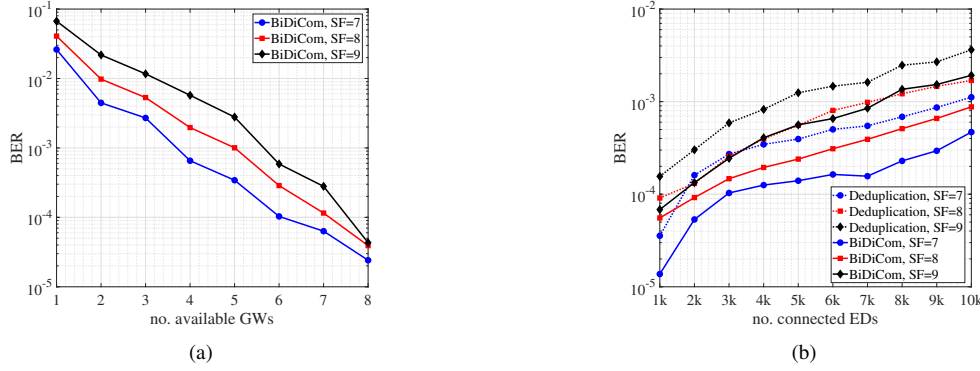 10^-1
10^-2
10^-3
10^-4
10^-5
BER
BiDiCom, SF=7
BiDiCom, SF=8
BiDiCom, SF=9
1 2 3 4 5 6 7 8
no. available GWs
(a)
10^-2
10^-3
10^-4
10^-5
BER
Deduplication, SF=7
Deduplication, SF=8
Deduplication, SF=9
BiDiCom, SF=7
BiDiCom, SF=8
BiDiCom, SF=9
1k 2k 3k 4k 5k 6k 7k 8k 9k 10k
no. connected EDs
(b)